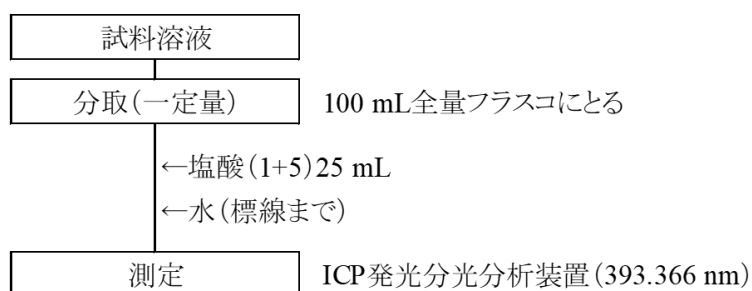 試料溶液
分取(一定量) 100 mL全量フラスコにとる
←塩酸(1+5)25 mL
←水(標線まで)
測定 ICP発光分光分析装置(393.366 nm)